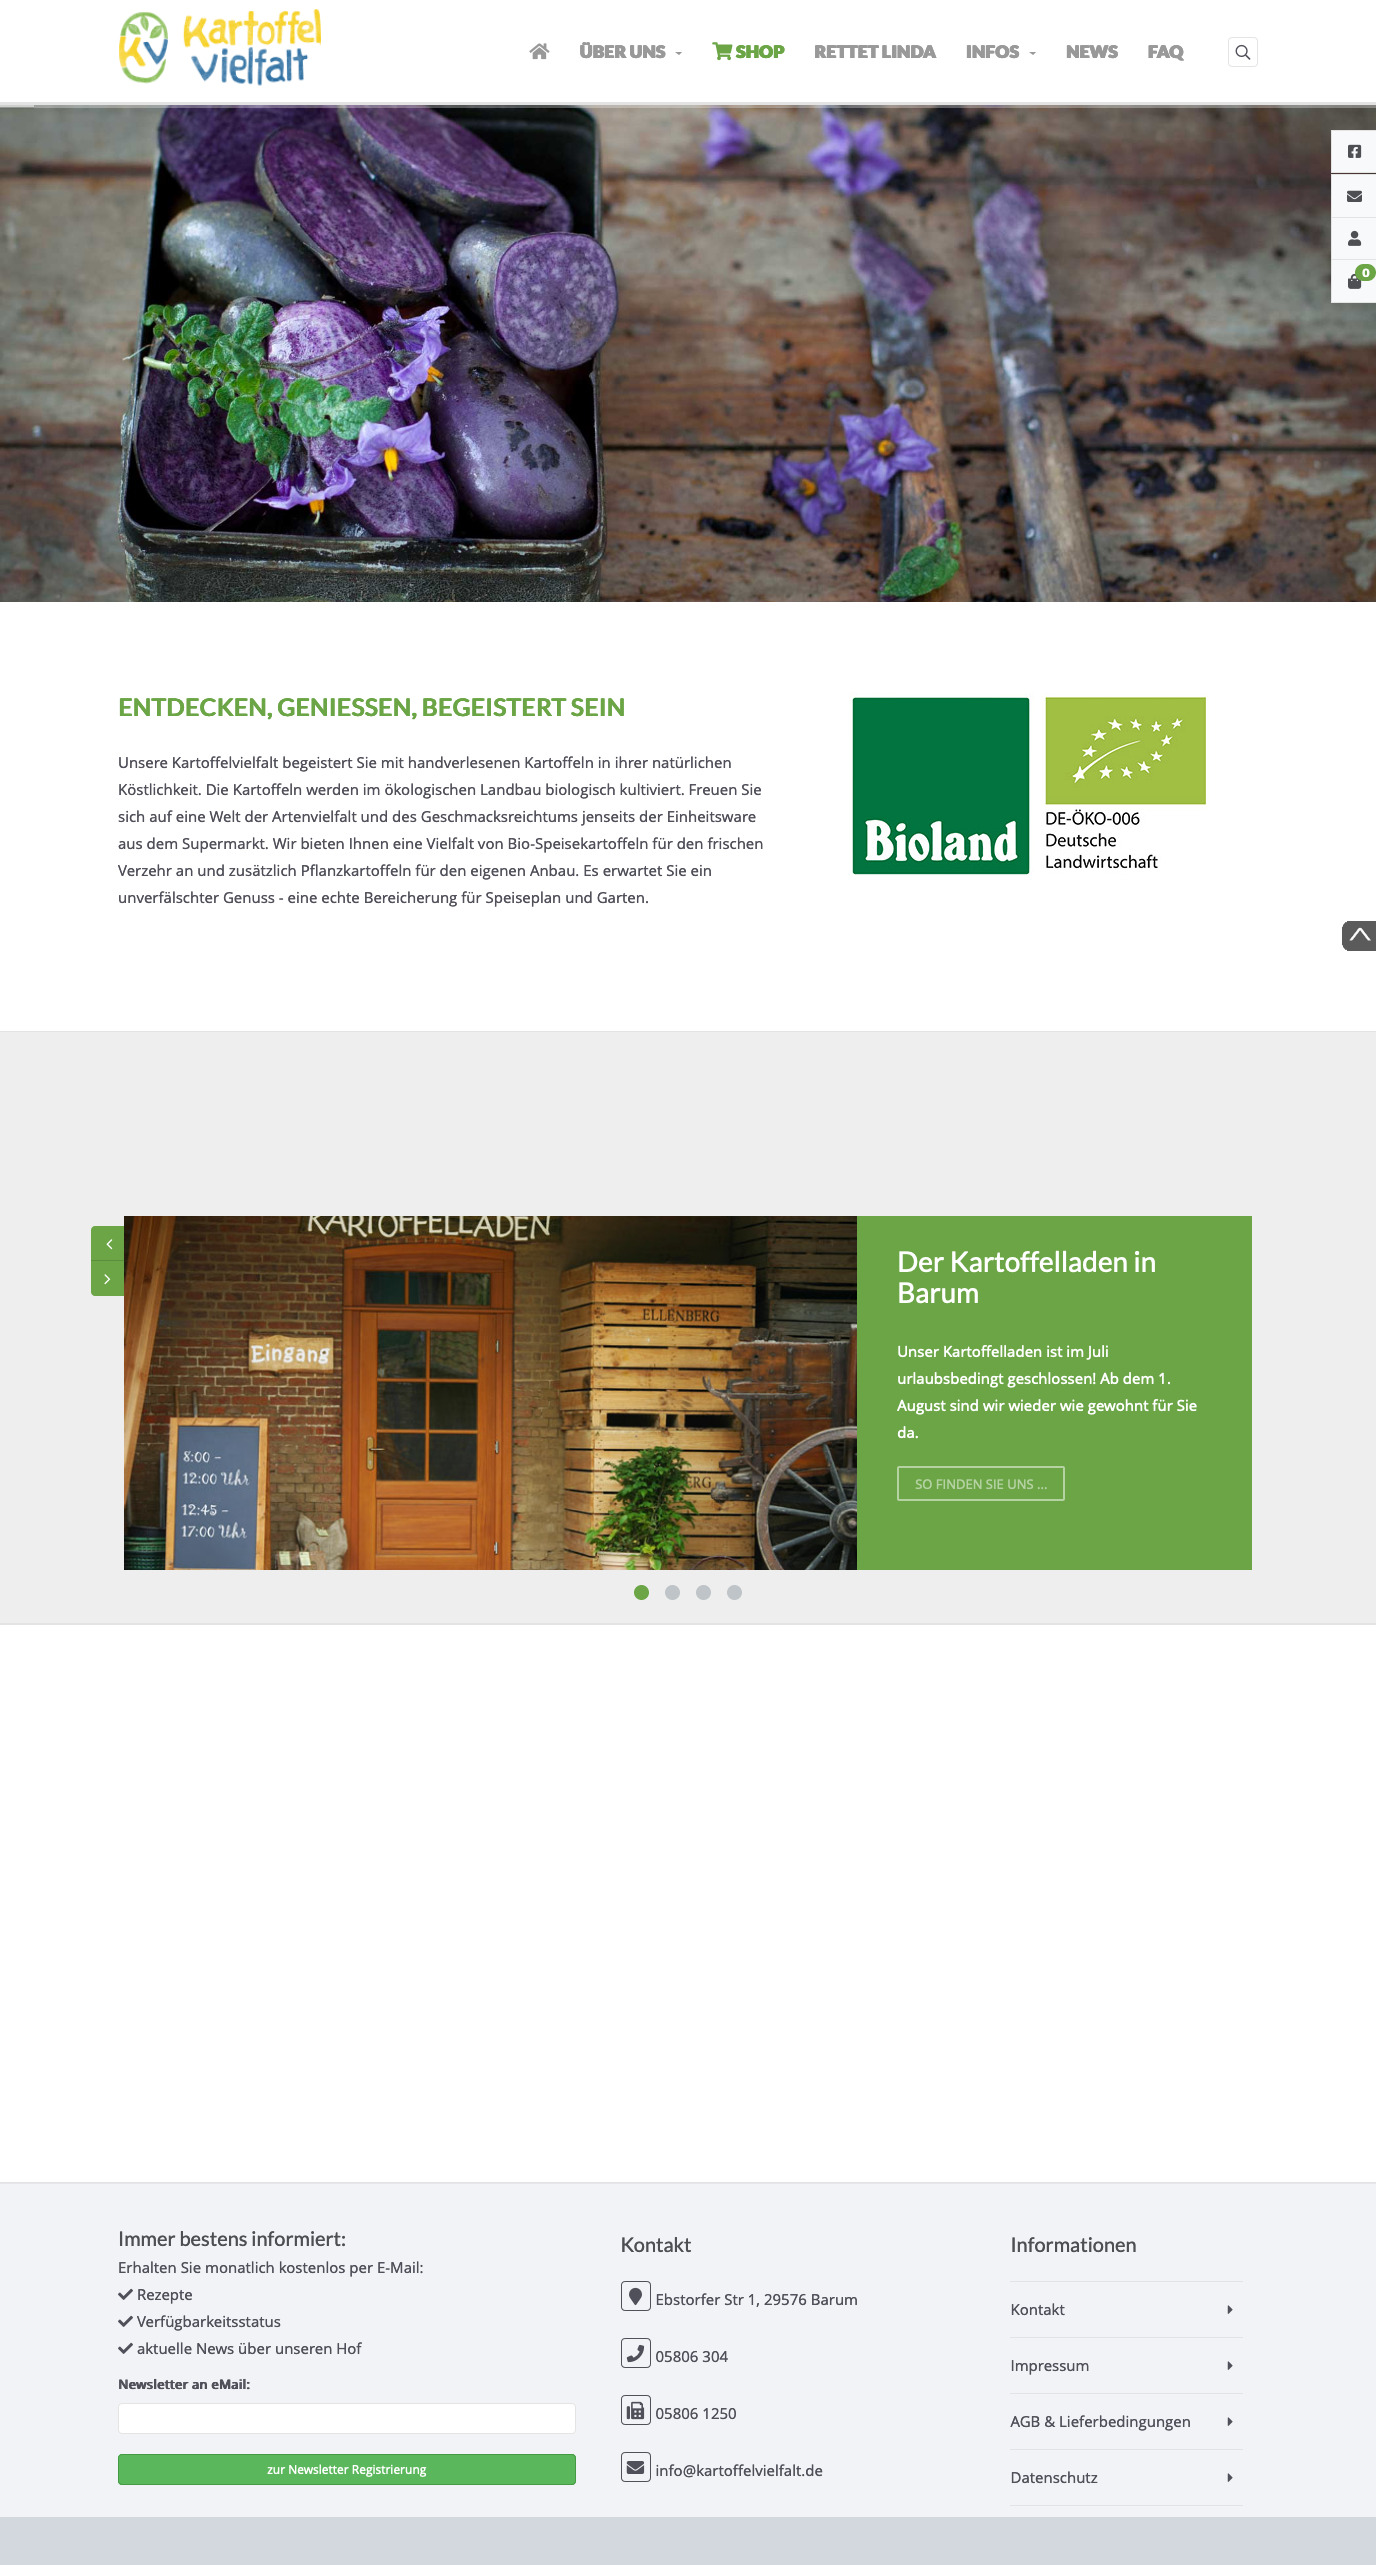 Kartoffel
vielfalt
KV
ÜBER UNS
SHOP
RETTET LINDA
INFOS
NEWS
FAQ
0
ENTDECKEN, GENIESSEN, BEGEISTERT SEIN
Unsere Kartoffelvielfalt begeistert Sie mit handverlesenen Kartoffeln in ihrer natürlichen
Köstlichkeit. Die Kartoffeln werden im ökologischen Landbau biologisch kultiviert. Freuen Sie
sich auf eine Welt der Artenvielfalt und des Geschmacksreichtums jenseits der Einheitsware
aus dem Supermarkt. Wir bieten Ihnen eine Vielfalt von Bio-Speisekartoffeln für den frischen
Verzehr an und zusätzlich Pflanzkartoffeln für den eigenen Anbau. Es erwartet Sie ein
unverfälschter Genuss - eine echte Bereicherung für Speiseplan und Garten.
Bioland
DE-ÖKO-006
Deutsche
Landwirtschaft
KARTOFFELLADEN
ELLENBERG
Eingang
8:00 –
12:00 Uhr
12:45 –
17:00 Uhr
Der Kartoffelladen in
Barum
Unser Kartoffelladen ist im Juli
urlaubsbedingt geschlossen! Ab dem 1.
August sind wir wieder wie gewohnt für Sie
da.
SO FINDEN SIE UNS ...
Immer bestens informiert:
Erhalten Sie monatlich kostenlos per E-Mail:
Rezepte
Verfügbarkeitsstatus
aktuelle News über unseren Hof
Newsletter an eMail:
zur Newsletter Registrierung
Kontakt
Ebstorfer Str 1, 29576 Barum
05806 304
05806 1250
info@kartoffelvielfalt.de
Informationen
Kontakt
Impressum
AGB & Lieferbedingungen
Datenschutz